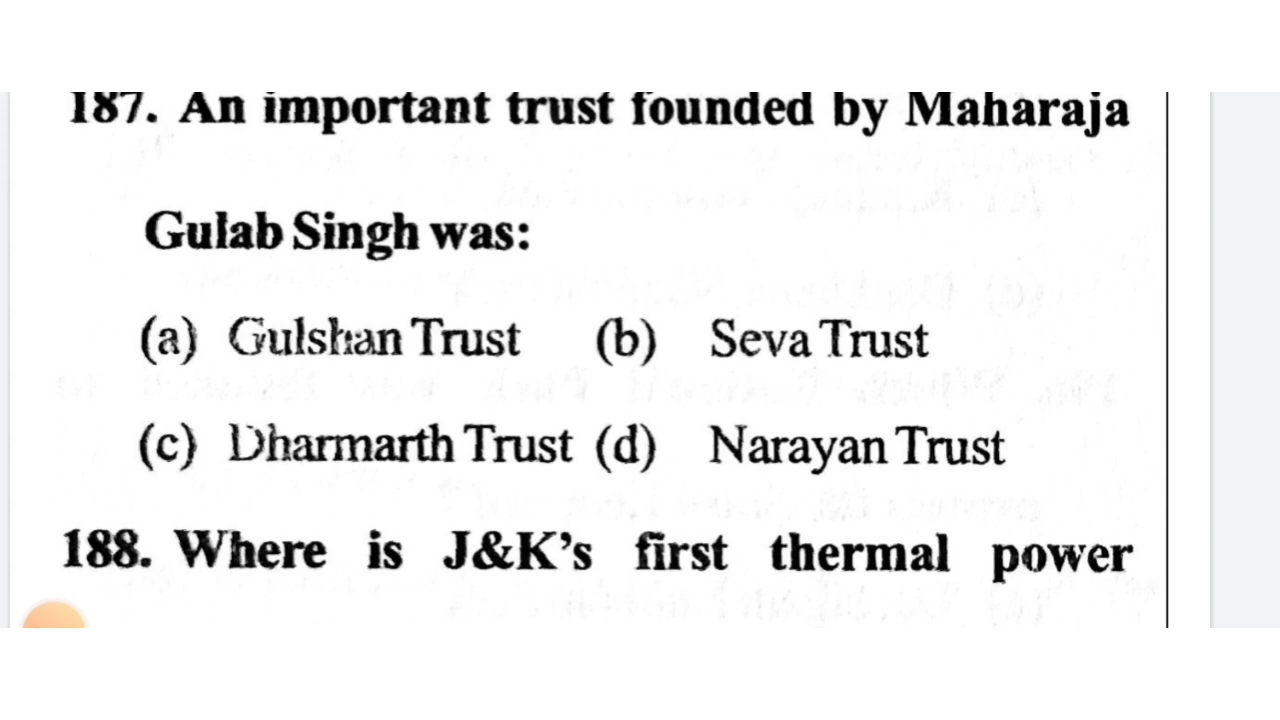 187. An important trust founded by Maharaja
Gulab Singh was:
(a) Gulshan Trust (b) Seva Trust
(c) Dharmarth Trust (d) Narayan Trust
188. Where is J&K's first thermal power